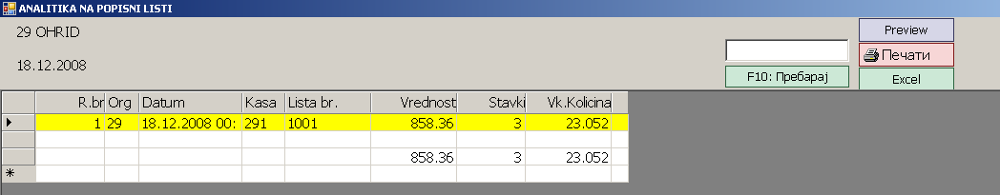 ANALITIKA NA POPISNI LISTI
29 OHRID
18.12.2008
Preview
Печати
F10: Пребарај
Excel
R.br Org Datum Kasa Lista br. Vrednost Stavki Vk.Kolicina
1 29 18.12.2008 00: 291 1001 858.36 3 23.052
858.36 3 23.052